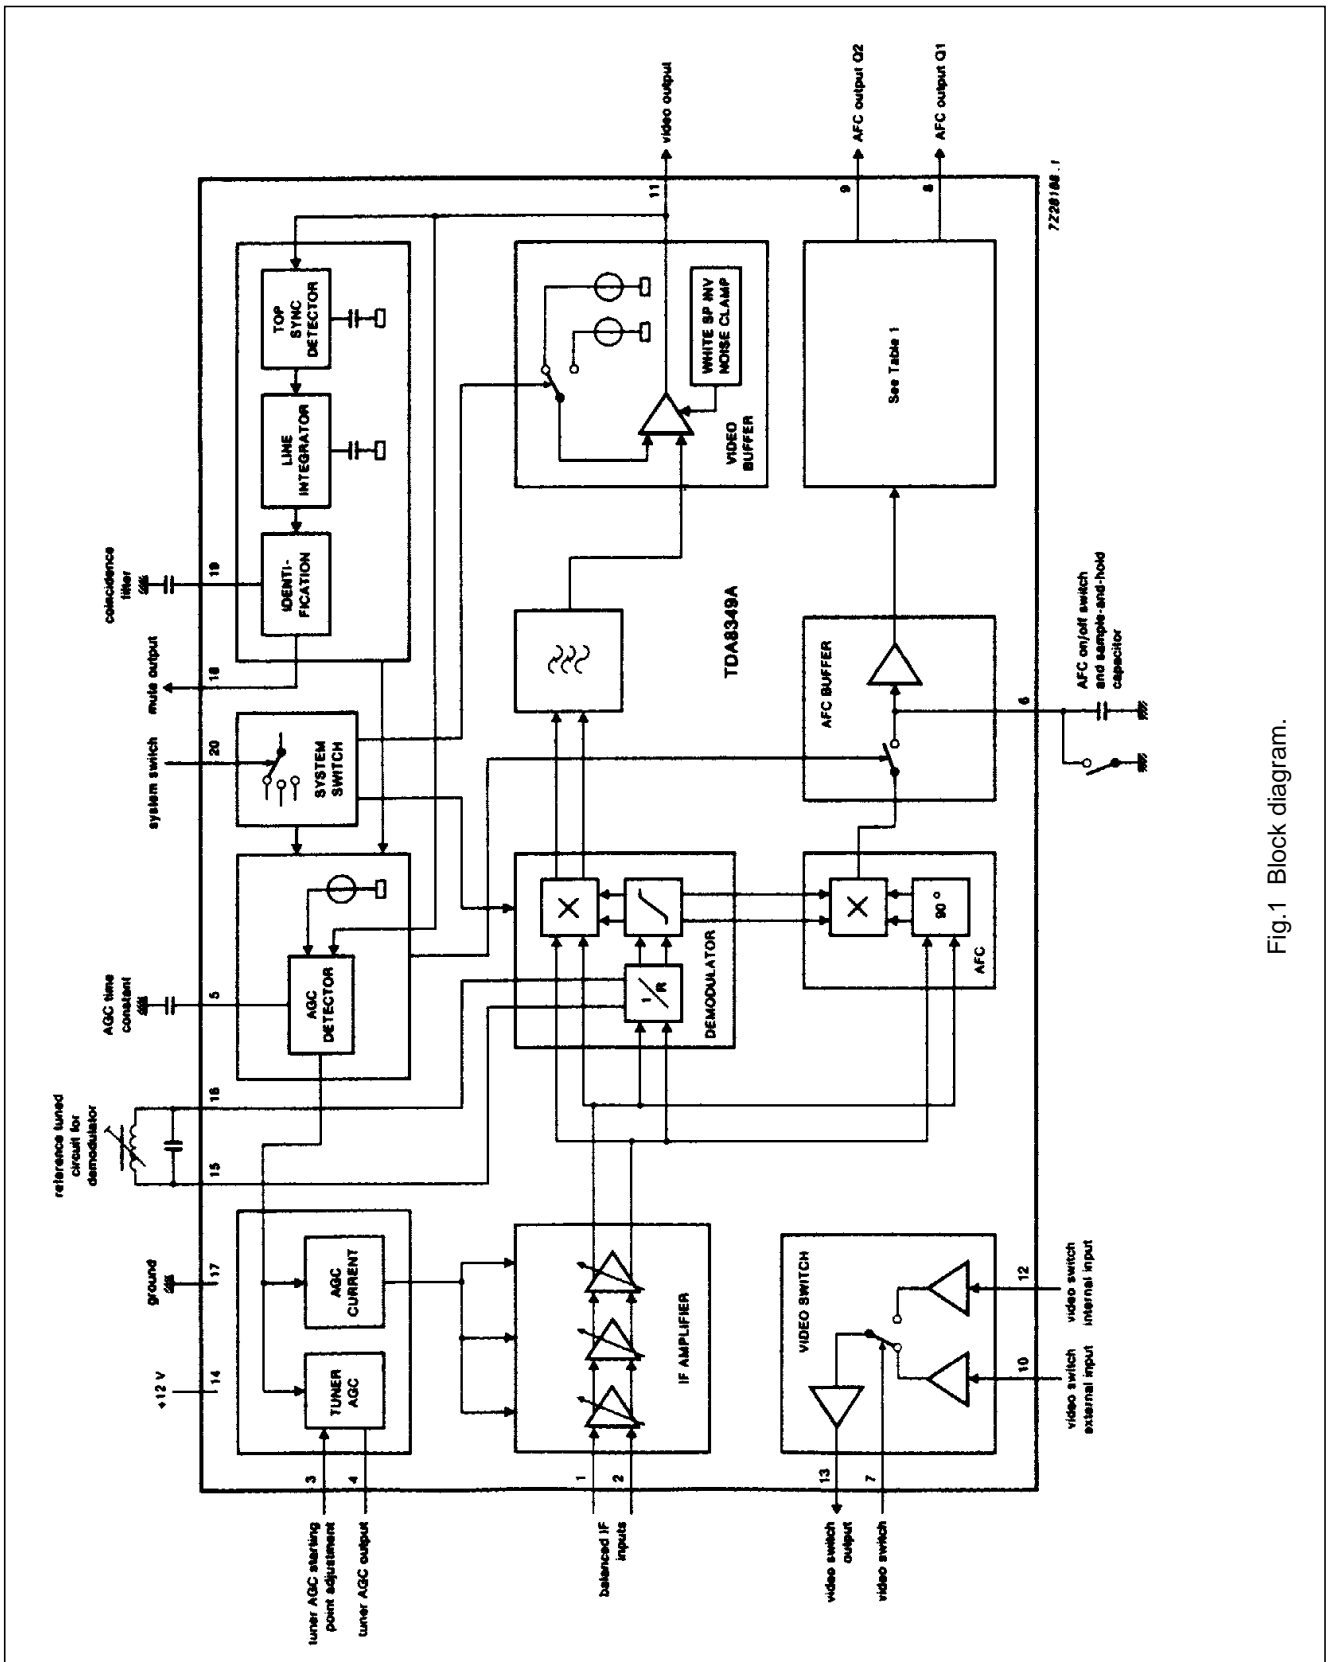 tuner AGC starting
point adjustment
3
tuner AGC output
4
+12 V
14
ground
17
reference tuned
circuit for
demodulator
15
16
AGC time
constant
5
system switch
20
mute output
18
coincidence
filter
19
TUNER
AGC
AGC
CURRENT
AGC
DETECTOR
SYSTEM
SWITCH
IDENTI-
FICATION
LINE
INTEGRATOR
TOP
SYNC
DETECTOR
balanced IF
inputs
1
2
IF AMPLIFIER
1/R
DEMODULATOR
VIDEO
BUFFER
WHITE SP INV
NOISE CLAMP
11
video output
TDA8349A
video switch
output
13
video switch
7
VIDEO SWITCH
10
video switch
external input
12
video switch
internal input
90°
AFC
AFC BUFFER
6
AFC on/off switch
and sample-and-hold
capacitor
See Table 1
9
AFC output Q2
8
AFC output Q1
7Z28188.1
Fig.1 Block diagram.